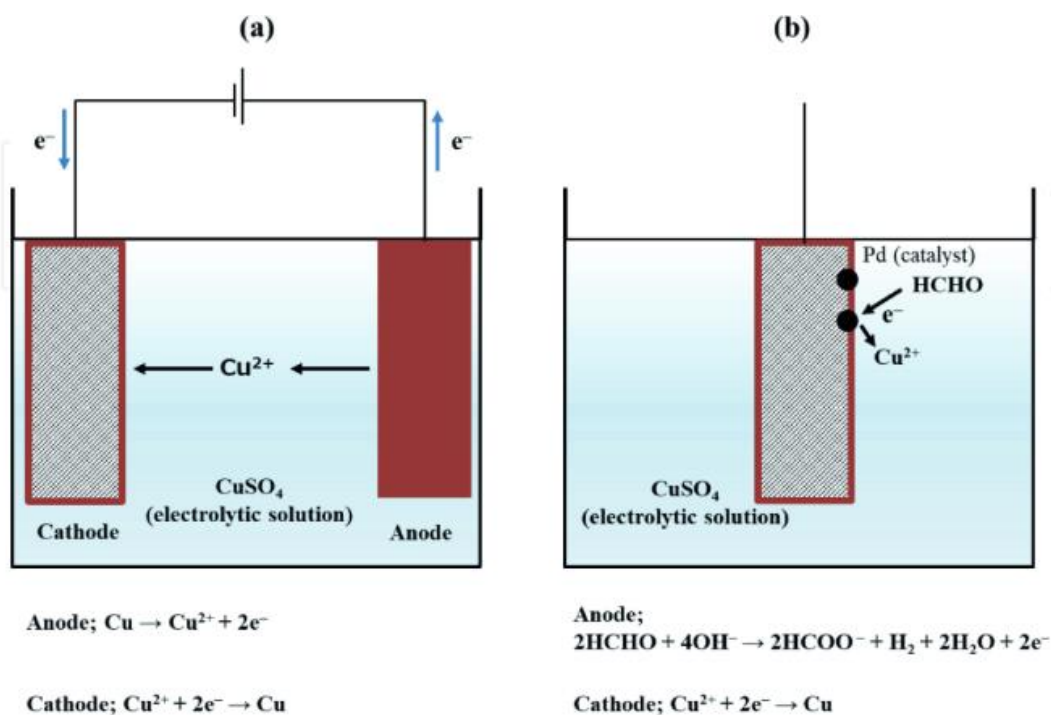 (a)
e⁻
e⁻
Cu²⁺
CuSO₄
(electrolytic solution)
Cathode
Anode
Anode; Cu → Cu²⁺ + 2e⁻
Cathode; Cu²⁺ + 2e⁻ → Cu
(b)
Pd (catalyst)
HCHO
e⁻
Cu²⁺
CuSO₄
(electrolytic solution)
Anode;
2HCHO + 4OH⁻ → 2HCOO⁻ + H₂ + 2H₂O + 2e⁻
Cathode; Cu²⁺ + 2e⁻ → Cu